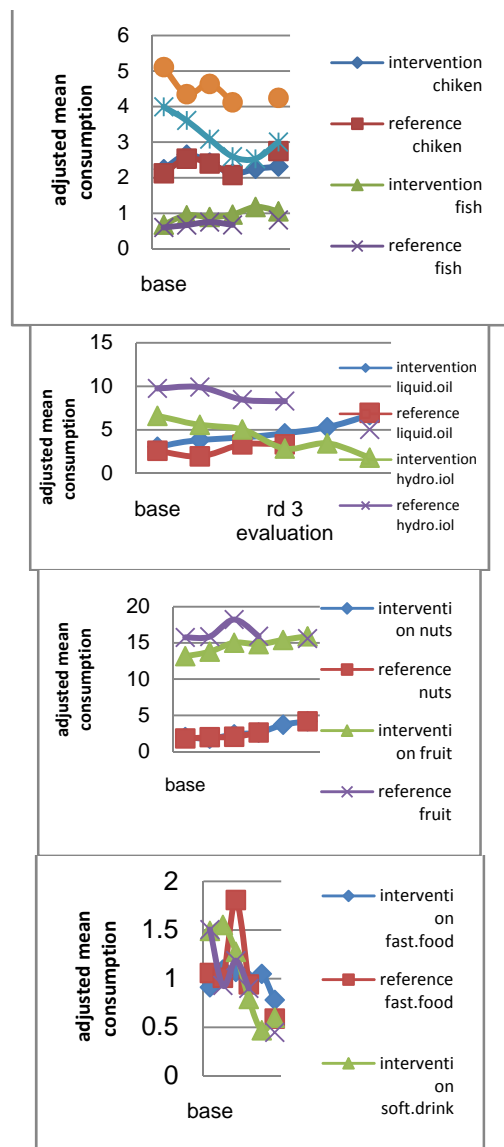 adjusted mean
consumption
6
5
4
3
2
1
0
base
intervention
chiken
reference
chiken
intervention
fish
reference
fish
adjusted mean
consumption
15
10
5
0
base
rd 3
evaluation
intervention
liquid.oil
reference
liquid.oil
intervention
hydro.iol
reference
hydro.iol
adjusted mean
consumption
20
15
10
5
0
base
interventi
on nuts
reference
nuts
interventi
on fruit
reference
fruit
adjusted mean
consumption
2
1.5
1
0.5
0
base
interventi
on
fast.food
reference
fast.food
interventi
on
soft.drink